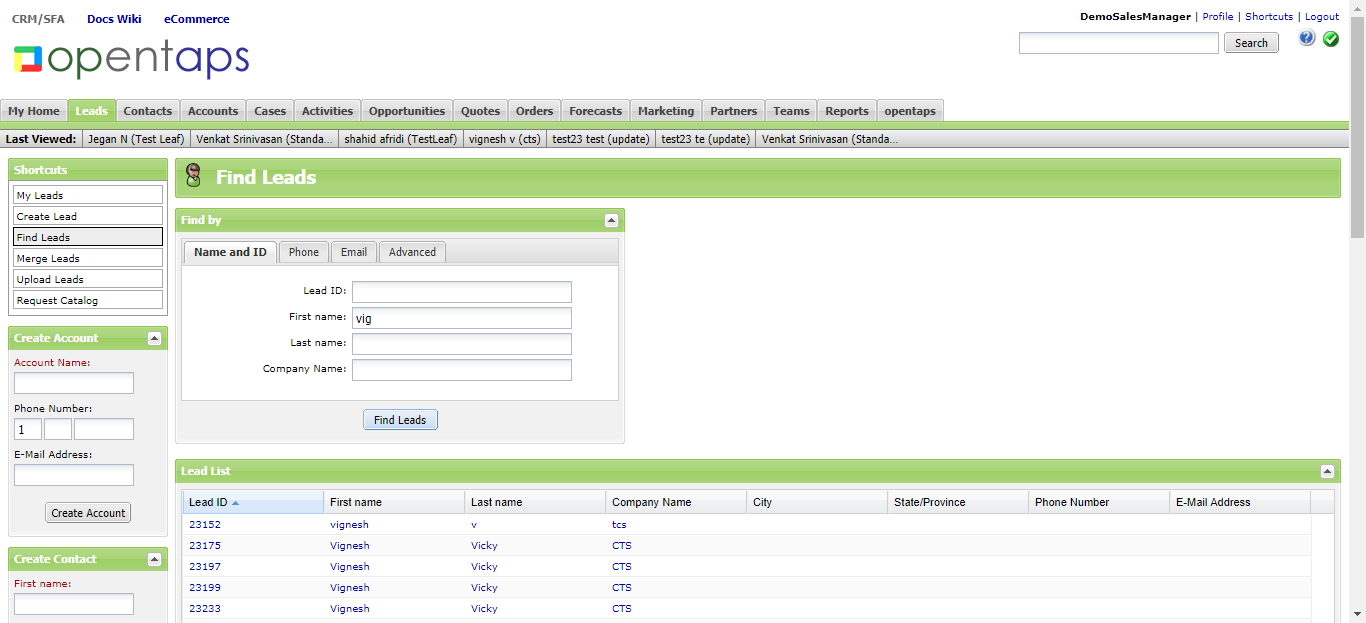 CRM/SFA Docs Wiki eCommerce
DemoSalesManager | Profile | Shortcuts | Logout
opentaps
Search
My Home Leads Contacts Accounts Cases Activities Opportunities Quotes Orders Forecasts Marketing Partners Teams Reports opentaps
Last Viewed: Jegan N (Test Leaf) Venkat Srinivasan (Standa... shahid afridi (TestLeaf) vignesh v (cts) test23 test (update) test23 te (update) Venkat Srinivasan (Standa...
Shortcuts
My Leads
Create Lead
Find Leads
Merge Leads
Upload Leads
Request Catalog
Create Account
Account Name:
Phone Number:
1
E-Mail Address:
Create Account
Create Contact
First name:
Find Leads
Find by
Name and ID Phone Email Advanced
Lead ID:
First name: vig
Last name:
Company Name:
Find Leads
Lead List
Lead ID First name Last name Company Name City State/Province Phone Number E-Mail Address
23152 vignesh v tcs
23175 Vignesh Vicky CTS
23197 Vignesh Vicky CTS
23199 Vignesh Vicky CTS
23233 Vignesh Vicky CTS